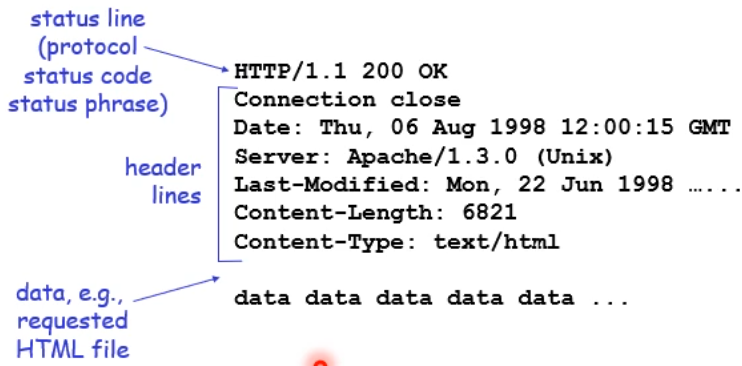 status line
(protocol
status code
status phrase)
HTTP/1.1 200 OK
Connection close
Date: Thu, 06 Aug 1998 12:00:15 GMT
Server: Apache/1.3.0 (Unix)
Last-Modified: Mon, 22 Jun 1998 …...
Content-Length: 6821
Content-Type: text/html
header
lines
data, e.g.,
requested
HTML file
data data data data data ...